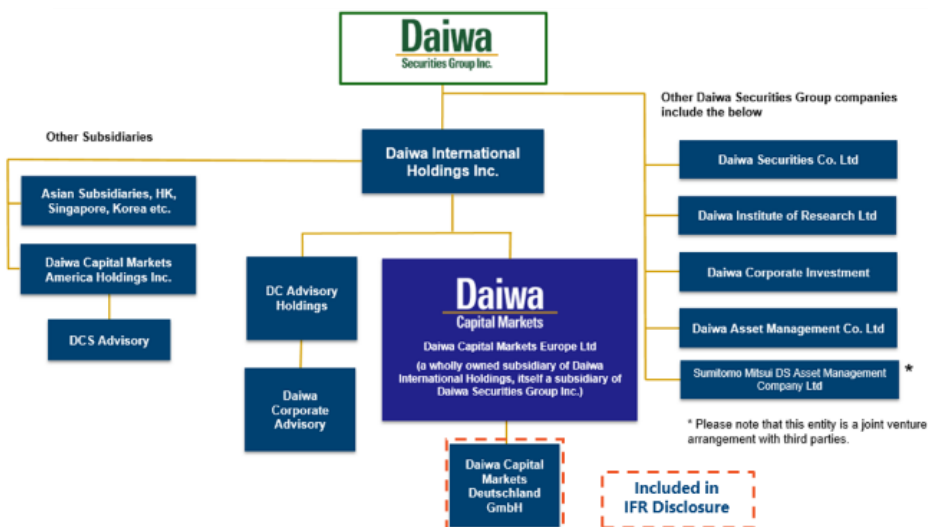 Daiwa
Securities Group Inc.
Other Daiwa Securities Group companies
include the below
Other Subsidiaries
Daiwa International
Holdings Inc.
Daiwa Securities Co. Ltd
Asian Subsidiaries, HK,
Singapore, Korea etc.
Daiwa Institute of Research Ltd
Daiwa Capital Markets
America Holdings Inc.
DC Advisory
Holdings
Daiwa
Capital Markets
Daiwa Capital Markets Europe Ltd
(a wholly owned subsidiary of Daiwa
International Holdings, itself a subsidiary of
Daiwa Securities Group Inc.)
Daiwa Corporate Investment
DCS Advisory
Daiwa Asset Management Co. Ltd
Daiwa
Corporate
Advisory
Sumitomo Mitsui DS Asset Management
Company Ltd
*
* Please note that this entity is a joint venture
arrangement with third parties.
Daiwa Capital
Markets
Deutschland
GmbH
Included in
IFR Disclosure